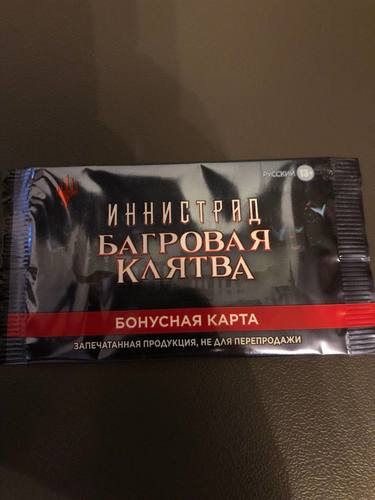 РУССКИЙ 13+
ИННИСТРАД
БАГРОВАЯ
КЛЯТВА
БОНУСНАЯ КАРТА
ЗАПЕЧАТАННАЯ ПРОДУКЦИЯ, НЕ ДЛЯ ПЕРЕПРОДАЖИ